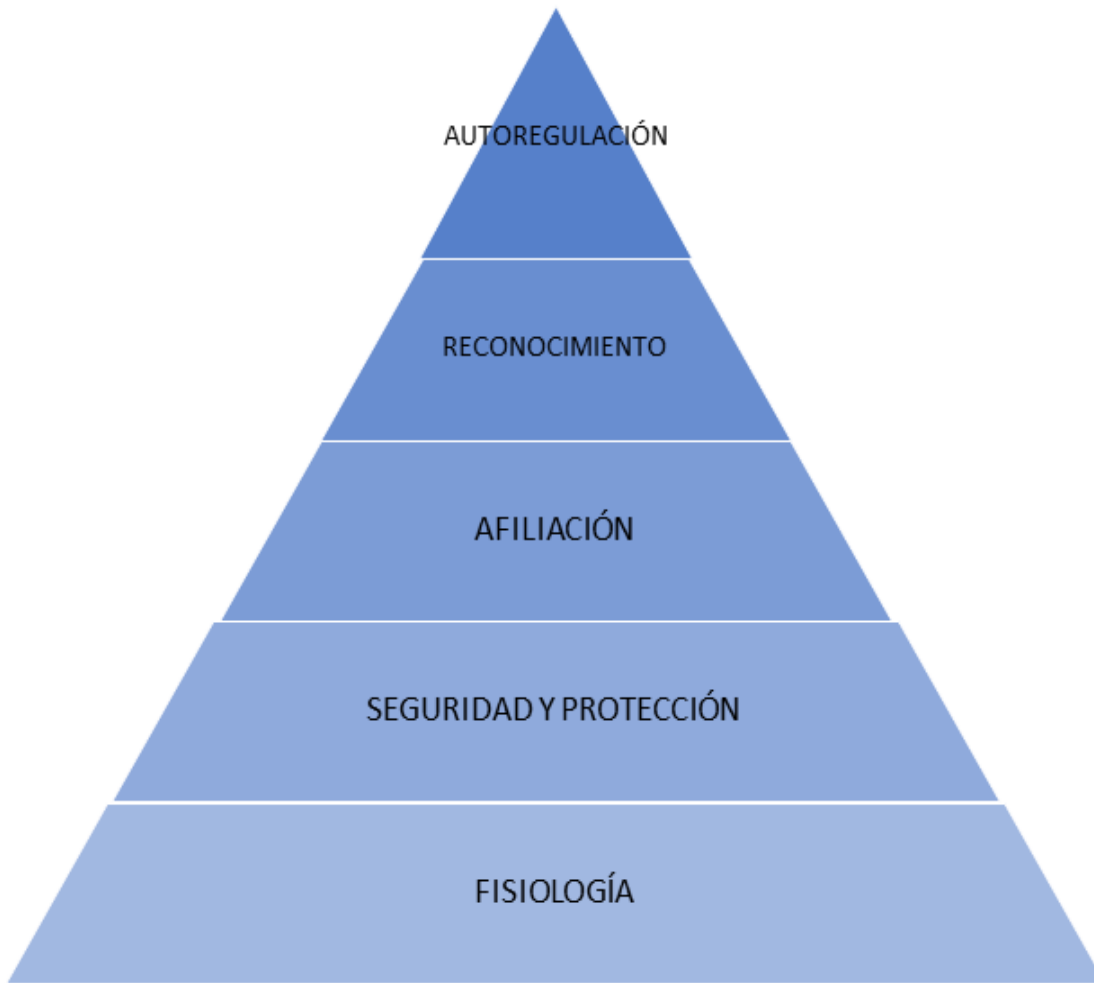 AUTOREGULACIÓN
RECONOCIMIENTO
AFILIACIÓN
SEGURIDAD Y PROTECCIÓN
FISIOLOGÍA